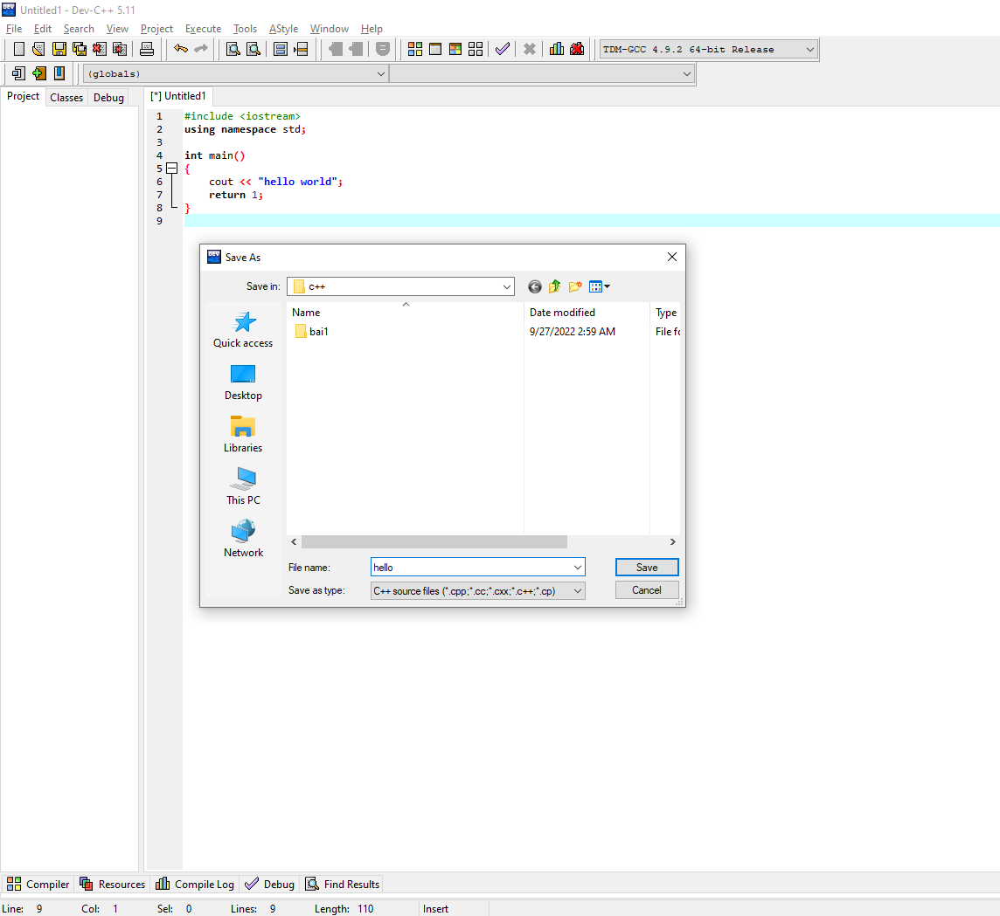 Untitled1 - Dev-C++ 5.11
File Edit Search View Project Execute Tools AStyle Window Help
TDM-GCC 4.9.2 64-bit Release
(globals)
Project Classes Debug
[*] Untitled1
1 #include <iostream>
2 using namespace std;
3
4 int main()
5 {
6 cout << "hello world";
7 return 1;
8 }
9
Save As
Save in: c++
Name Date modified Type
bai1 9/27/2022 2:59 AM File fo
Quick access
Desktop
Libraries
This PC
Network
File name: hello Save
Save as type: C++ source files (*.cpp;*.cc;*.cxx;*.c++;*.cp) Cancel
Compiler Resources Compile Log Debug Find Results
Line: 9 Col: 1 Sel: 0 Lines: 9 Length: 110 Insert